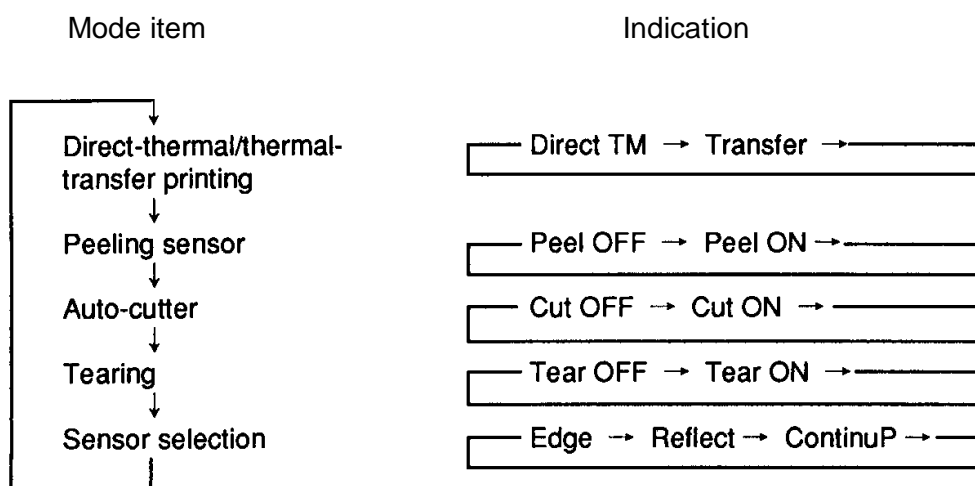 Mode item Indication
Direct-thermal/thermal-
transfer printing
Direct TM → Transfer →
Peeling sensor
Peel OFF → Peel ON →
Auto-cutter
Cut OFF → Cut ON →
Tearing
Tear OFF → Tear ON →
Sensor selection
Edge → Reflect → ContinuP →